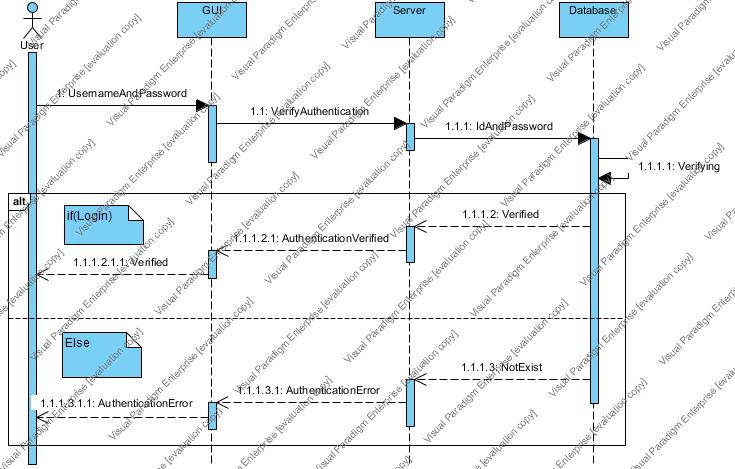 User
GUI
Server
Database
1: UsernameAndPassword
1.1: VerifyAuthentication
1.1.1: IdAndPassword
1.1.1.1: Verifying
alt
if(Login)
1.1.1.2: Verified
1.1.1.2.1: AuthenticationVerified
1.1.1.2.1.1: Verified
Else
1.1.1.3: NotExist
1.1.1.3.1: AuthenticationError
1.1.1.3.1.1: AuthenticationError
Visual Paradigm Enterprise [evaluation copy]